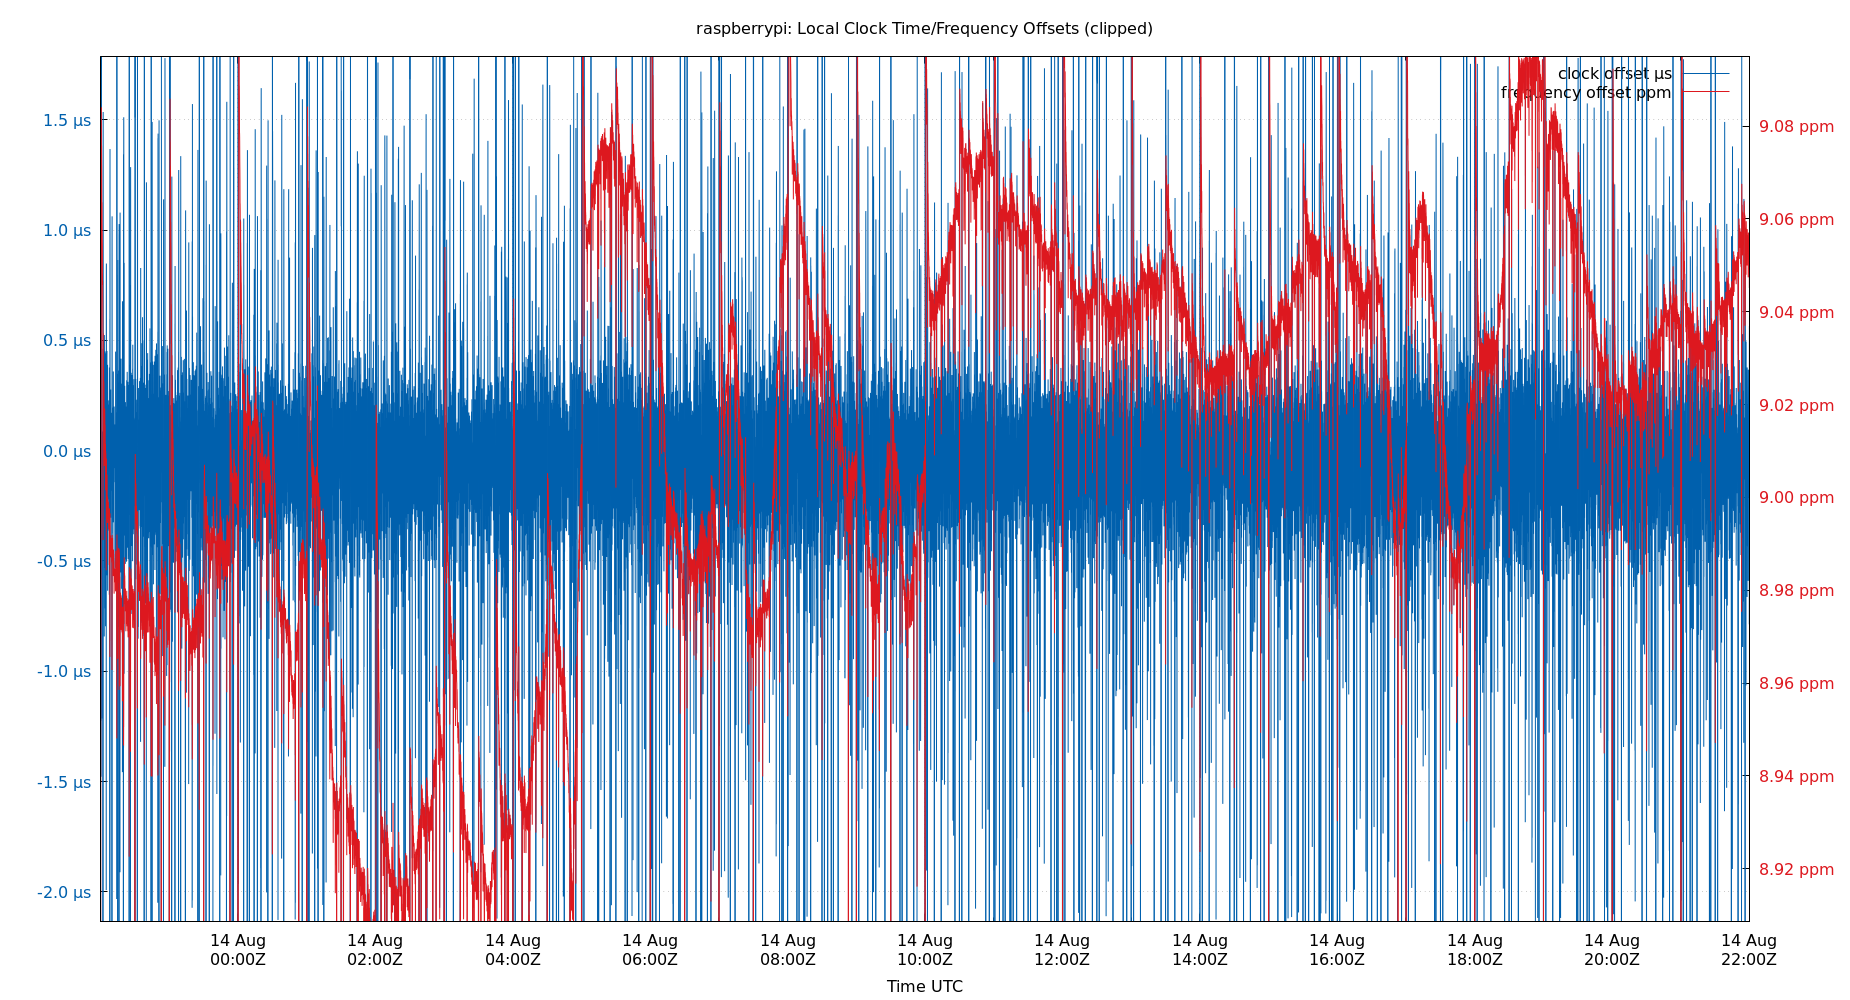 raspberrypi: Local Clock Time/Frequency Offsets (clipped)
clock offset µs
frequency offset ppm
1.5 µs
1.0 µs
0.5 µs
0.0 µs
-0.5 µs
-1.0 µs
-1.5 µs
-2.0 µs
9.08 ppm
9.06 ppm
9.04 ppm
9.02 ppm
9.00 ppm
8.98 ppm
8.96 ppm
8.94 ppm
8.92 ppm
14 Aug 14 Aug 14 Aug 14 Aug 14 Aug 14 Aug 14 Aug 14 Aug 14 Aug 14 Aug 14 Aug 14 Aug
00:00Z 02:00Z 04:00Z 06:00Z 08:00Z 10:00Z 12:00Z 14:00Z 16:00Z 18:00Z 20:00Z 22:00Z
Time UTC